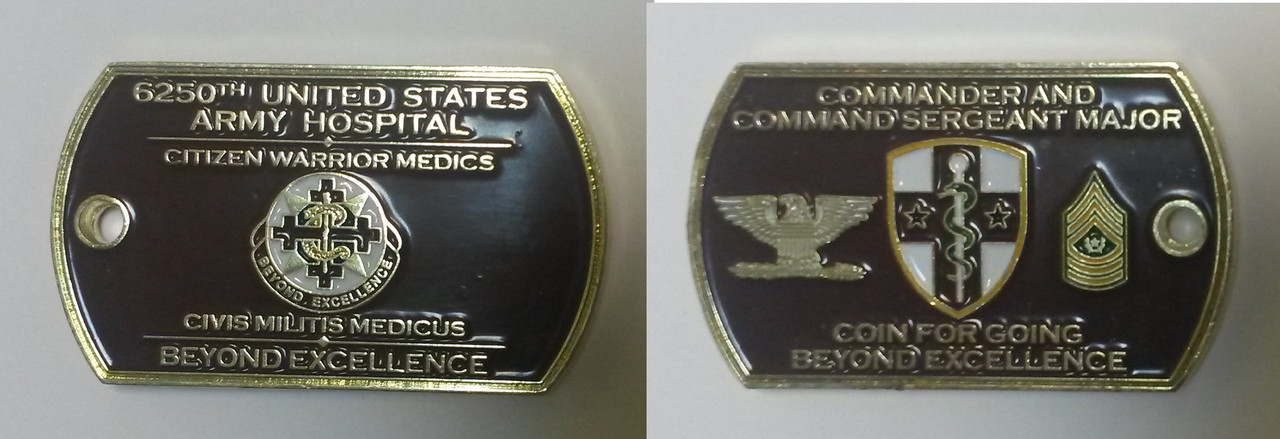 6250TH UNITED STATES
ARMY HOSPITAL
CITIZEN WARRIOR MEDICS
BEYOND EXCELLENCE
CIVIS MILITIS MEDICUS
BEYOND EXCELLENCE
COMMANDER AND
COMMAND SERGEANT MAJOR
COIN FOR GOING
BEYOND EXCELLENCE